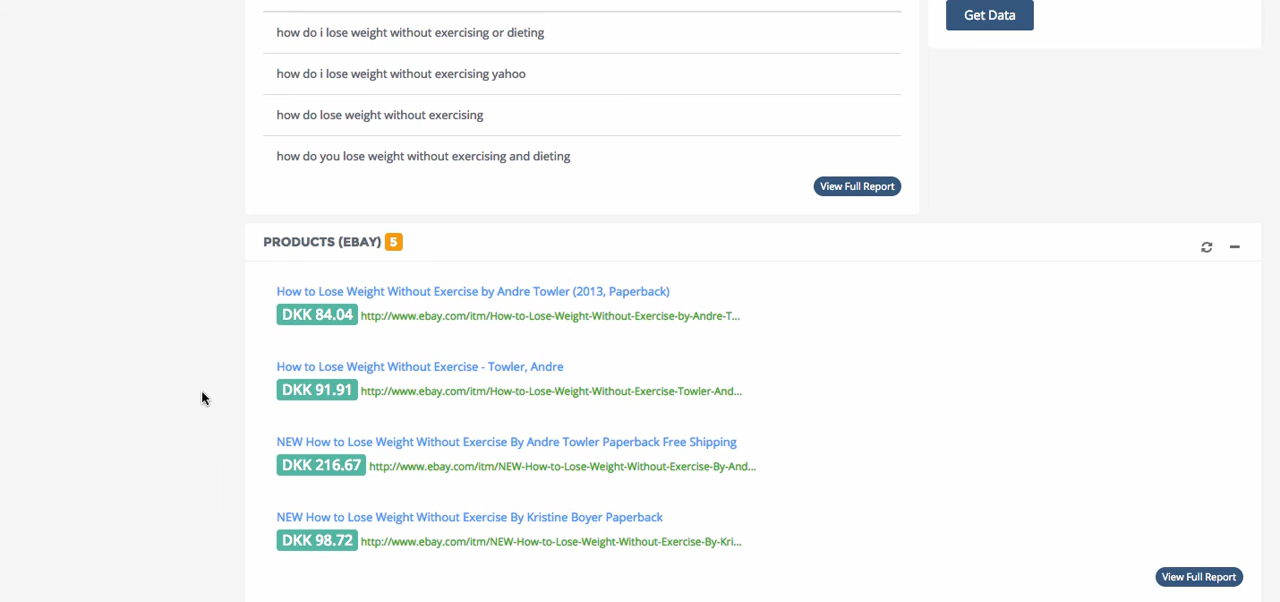 Get Data
how do i lose weight without exercising or dieting
how do i lose weight without exercising yahoo
how do lose weight without exercising
how do you lose weight without exercising and dieting
View Full Report
PRODUCTS (EBAY) 5
How to Lose Weight Without Exercise by Andre Towler (2013, Paperback)
DKK 84.04 http://www.ebay.com/itm/How-to-Lose-Weight-Without-Exercise-by-Andre-T...
How to Lose Weight Without Exercise - Towler, Andre
DKK 91.91 http://www.ebay.com/itm/How-to-Lose-Weight-Without-Exercise-Towler-And...
NEW How to Lose Weight Without Exercise By Andre Towler Paperback Free Shipping
DKK 216.67 http://www.ebay.com/itm/NEW-How-to-Lose-Weight-Without-Exercise-By-And...
NEW How to Lose Weight Without Exercise By Kristine Boyer Paperback
DKK 98.72 http://www.ebay.com/itm/NEW-How-to-Lose-Weight-Without-Exercise-By-Kri...
View Full Report